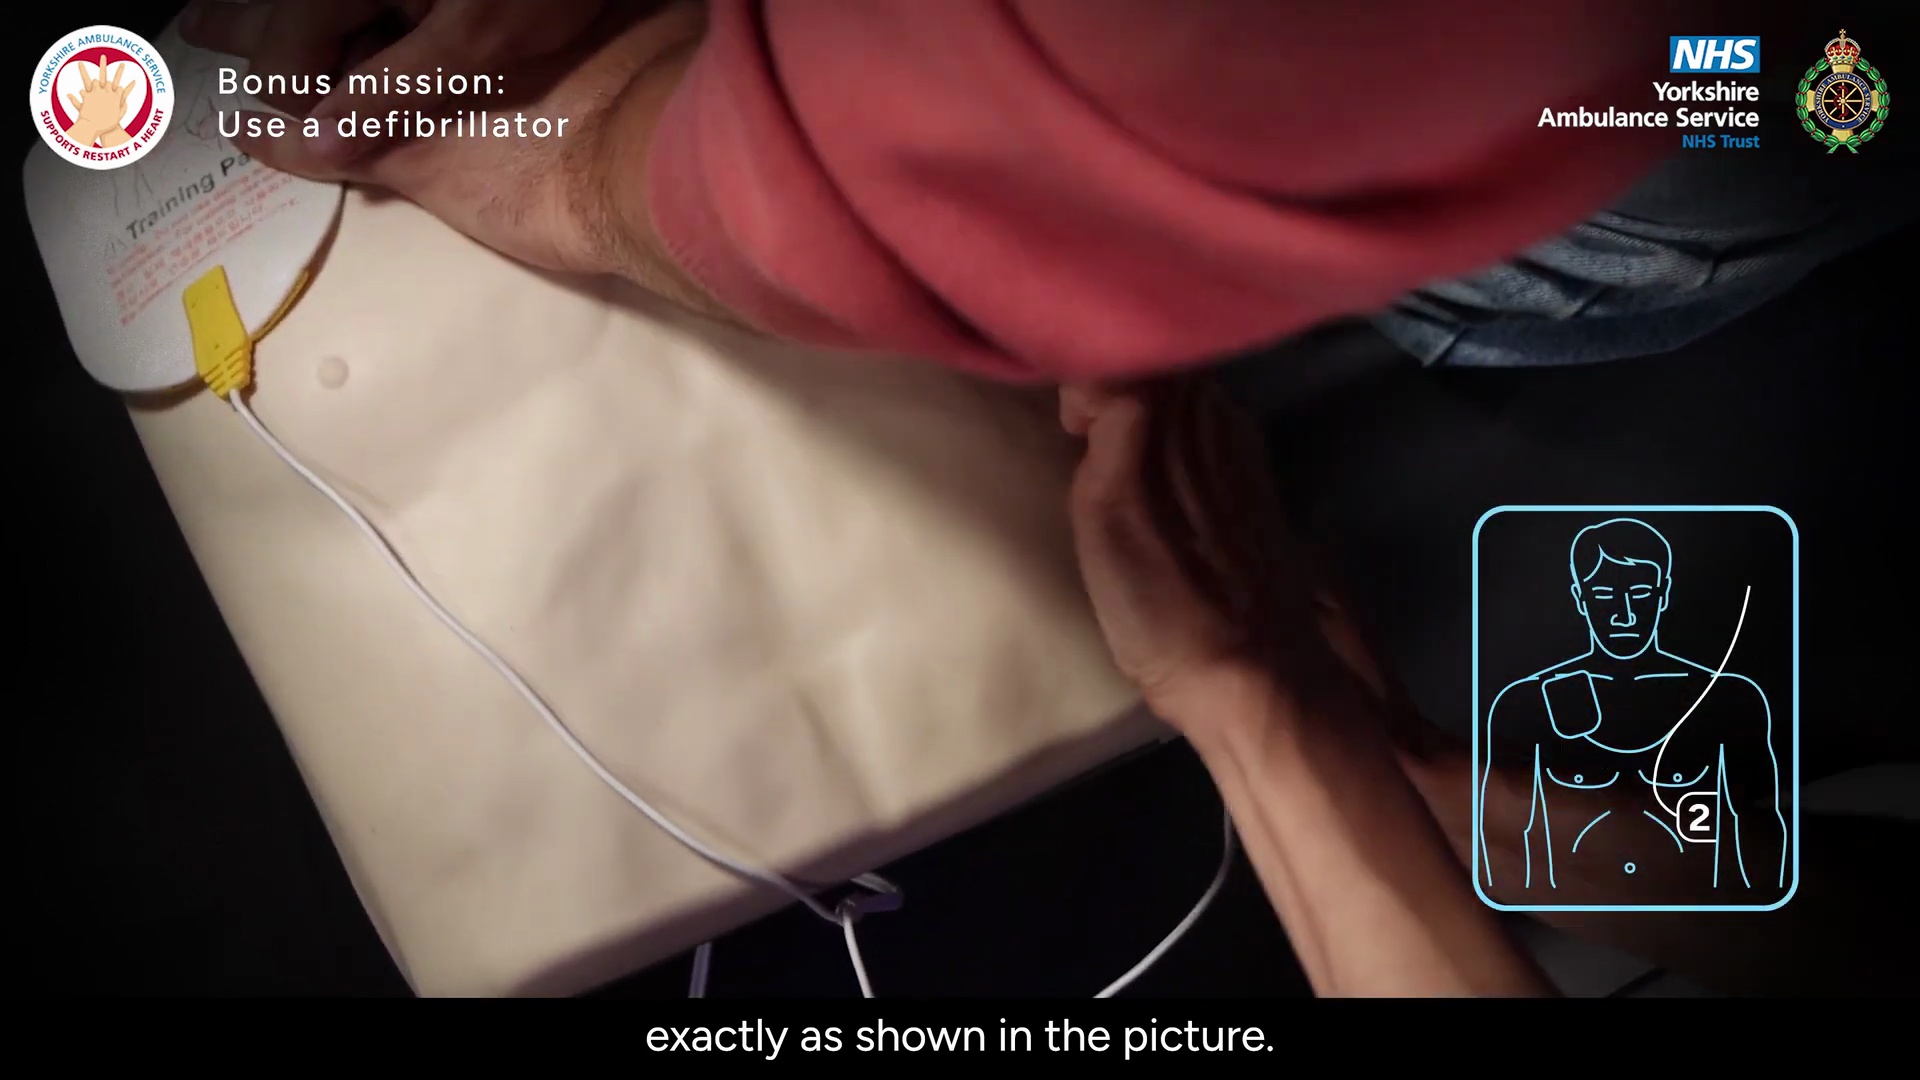 YORKSHIRE AMBULANCE SERVICE
SUPPORTS RESTART A HEART
Bonus mission:
Use a defibrillator
NHS
Yorkshire
Ambulance Service
NHS Trust
Training
2
exactly as shown in the picture.